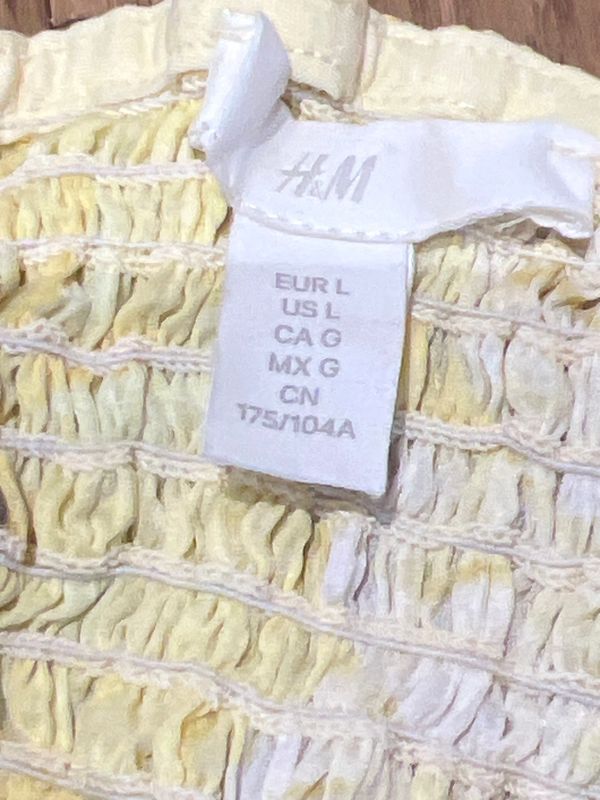 H&M
EUR L
US L
CA G
MX G
CN
175/104A